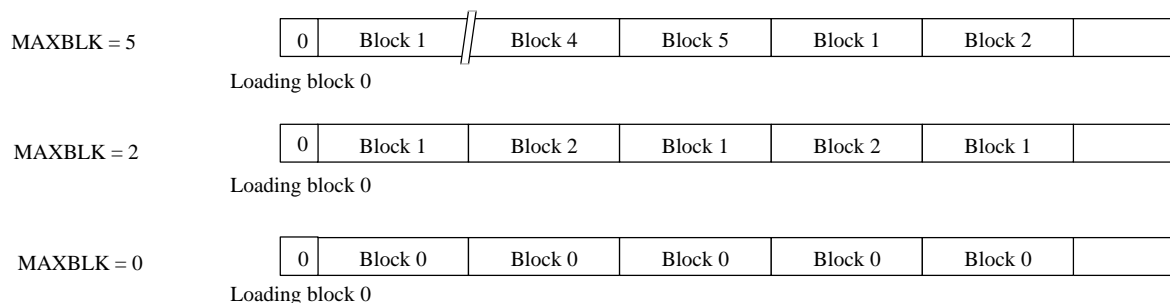 MAXBLK = 5 0 Block 1 Block 4 Block 5 Block 1 Block 2
Loading block 0
MAXBLK = 2 0 Block 1 Block 2 Block 1 Block 2 Block 1
Loading block 0
MAXBLK = 0 0 Block 0 Block 0 Block 0 Block 0 Block 0
Loading block 0